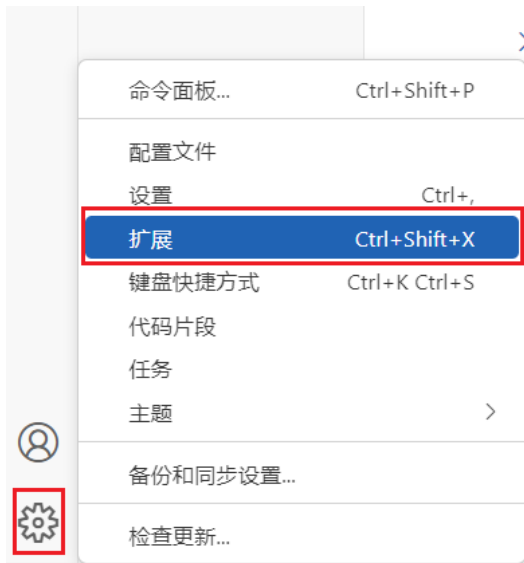 命令面板... Ctrl+Shift+P
配置文件
设置 Ctrl+,
扩展 Ctrl+Shift+X
键盘快捷方式 Ctrl+K Ctrl+S
代码片段
任务
主题
备份和同步设置...
检查更新...